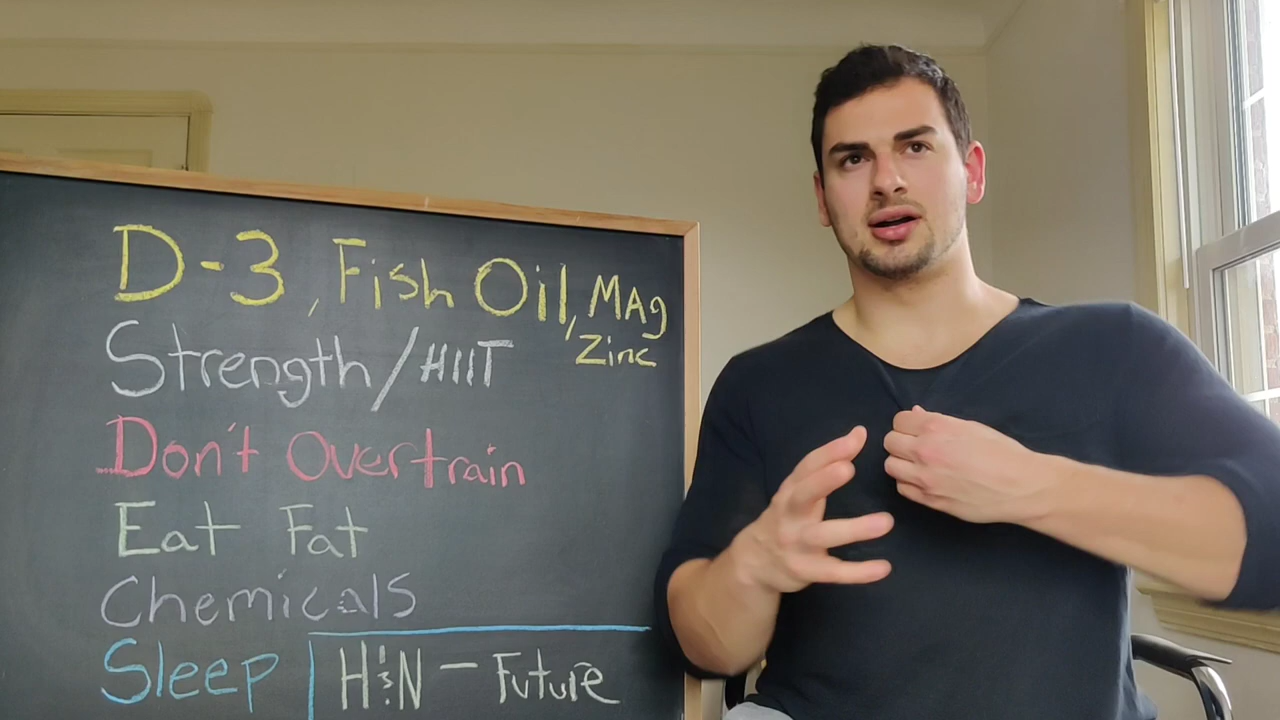 D-3, Fish Oil, MAg
Zinc
Strength/HIIT
Don't Overtrain
Eat Fat
Chemicals
Sleep
H&N - Future